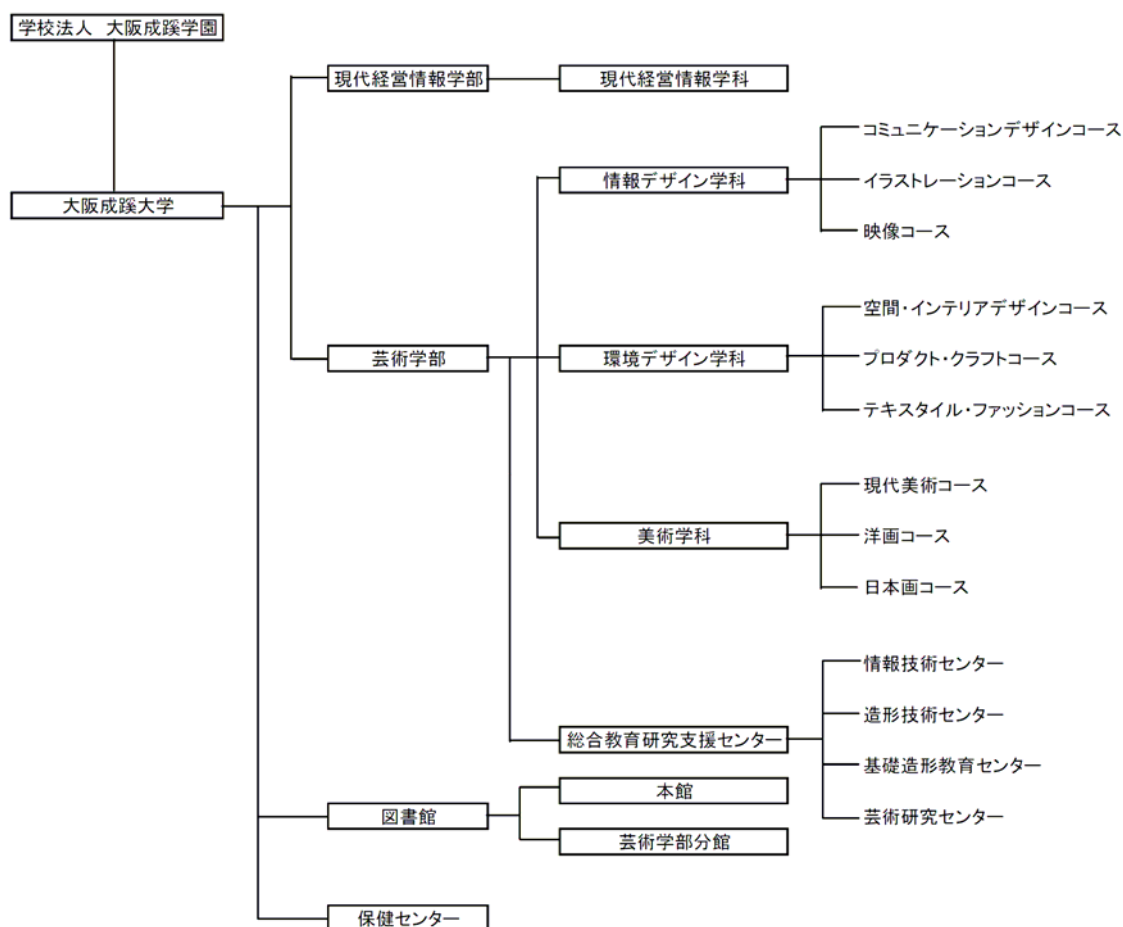 学校法人 大阪成蹊学園
現代経営情報学部
現代経営情報学科
コミュニケーションデザインコース
情報デザイン学科
イラストレーションコース
大阪成蹊大学
映像コース
空間・インテリアデザインコース
芸術学部
環境デザイン学科
プロダクト・クラフトコース
テキスタイル・ファッションコース
現代美術コース
美術学科
洋画コース
日本画コース
情報技術センター
造形技術センター
総合教育研究支援センター
基礎造形教育センター
本館
図書館
芸術研究センター
芸術学部分館
保健センター